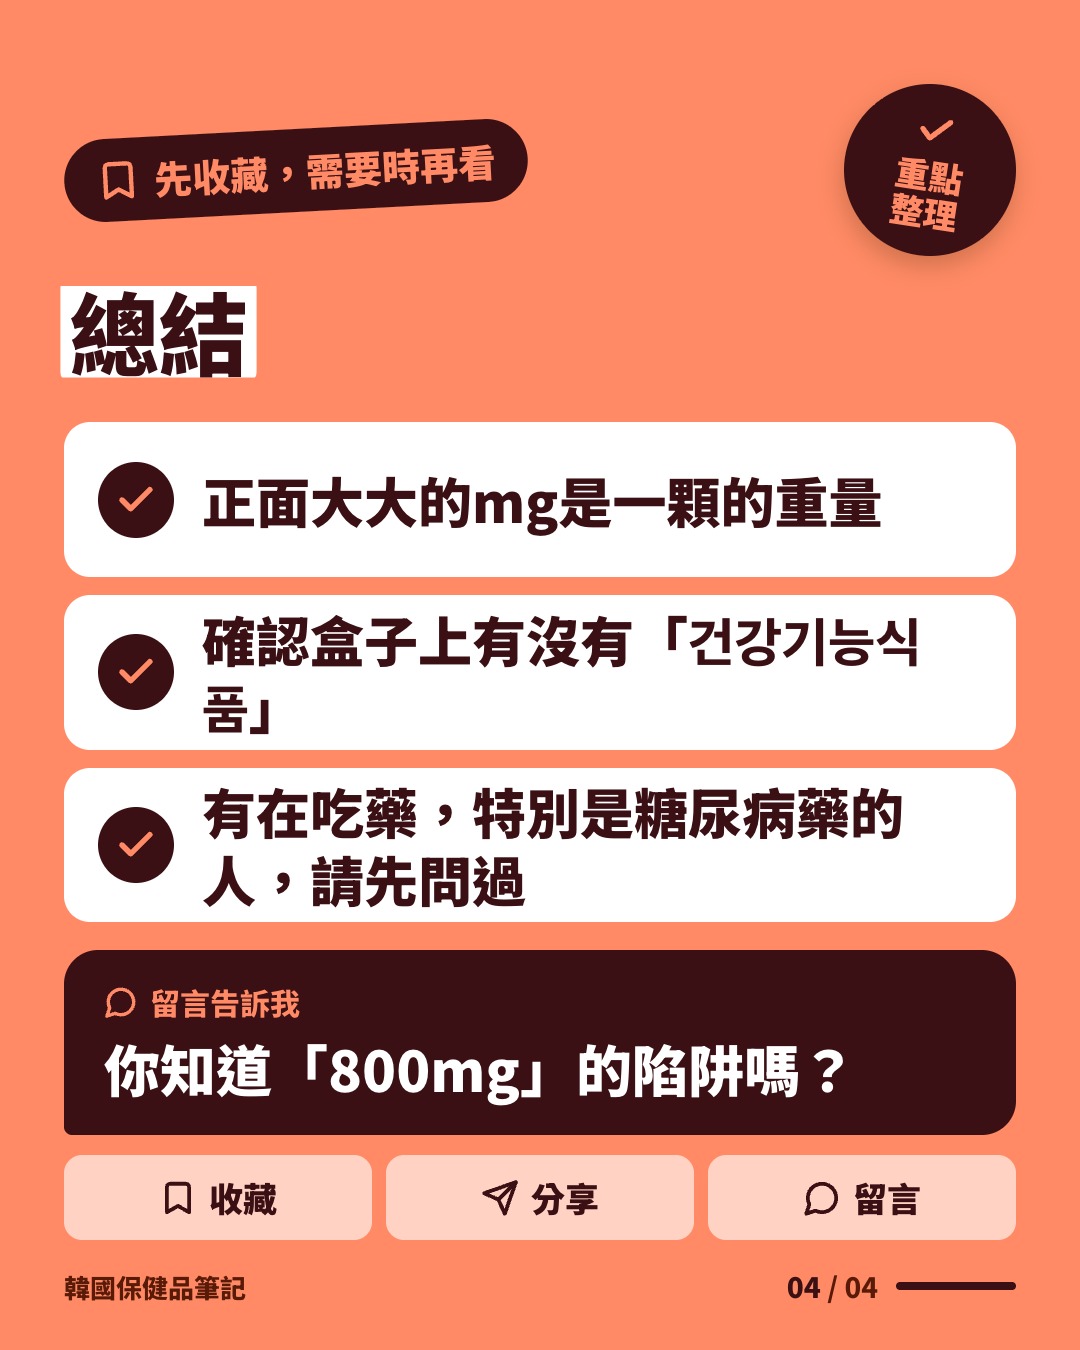 先收藏，需要時再看
重點
整理
總結
正面大大的mg是一顆的重量
確認盒子上有沒有「건강기능식
품」
有在吃藥，特別是糖尿病藥的
人，請先問過
留言告訴我
你知道「800mg」的陷阱嗎？
收藏
分享
留言
韓國保健品筆記
04 / 04